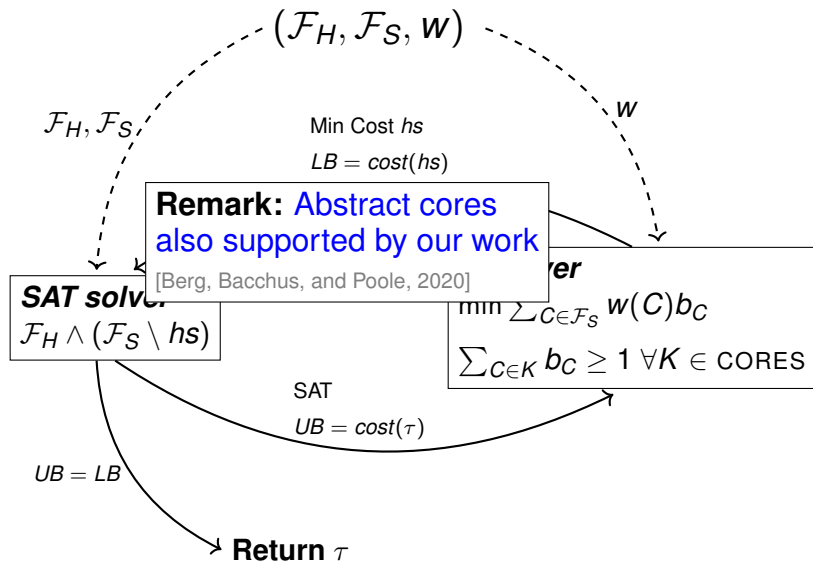 (ℱ_H, ℱ_S, w)
ℱ_H, ℱ_S
w
Min Cost hs
LB = cost(hs)
Remark: Abstract cores
also supported by our work
[Berg, Bacchus, and Poole, 2020]
SAT solver
ℱ_H ∧ (ℱ_S \ hs)
min ∑_{C∈ℱ_S} w(C)b_C
∑_{C∈K} b_C ≥ 1 ∀K ∈ CORES
SAT
UB = cost(τ)
UB = LB
Return τ